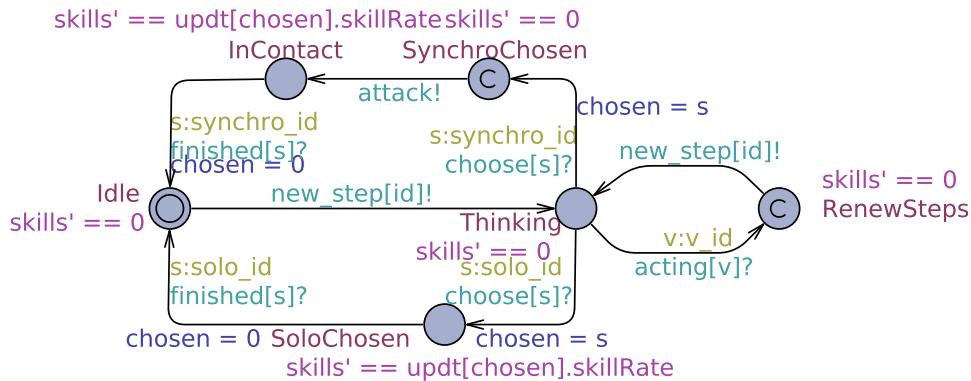 skills' == updt[chosen].skillRate
skills' == 0
InContact
SynchroChosen
C
attack!
chosen = s
s:synchro_id
finished[s]?
chosen = 0
s:synchro_id
choose[s]?
new_step[id]!
Idle
skills' == 0
new_step[id]!
Thinking
skills' == 0
skills' == 0
RenewSteps
C
v:v_id
acting[v]?
s:solo_id
finished[s]?
s:solo_id
choose[s]?
chosen = 0
SoloChosen
chosen = s
skills' == updt[chosen].skillRate